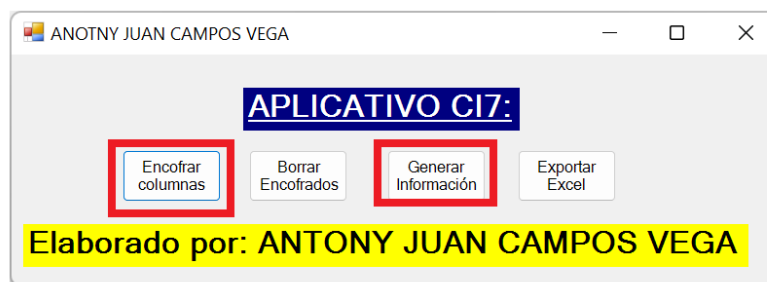 ANOTNY JUAN CAMPOS VEGA
APLICATIVO CI7:
Encofrar
columnas
Borrar
Encofrados
Generar
Información
Exportar
Excel
Elaborado por: ANTONY JUAN CAMPOS VEGA